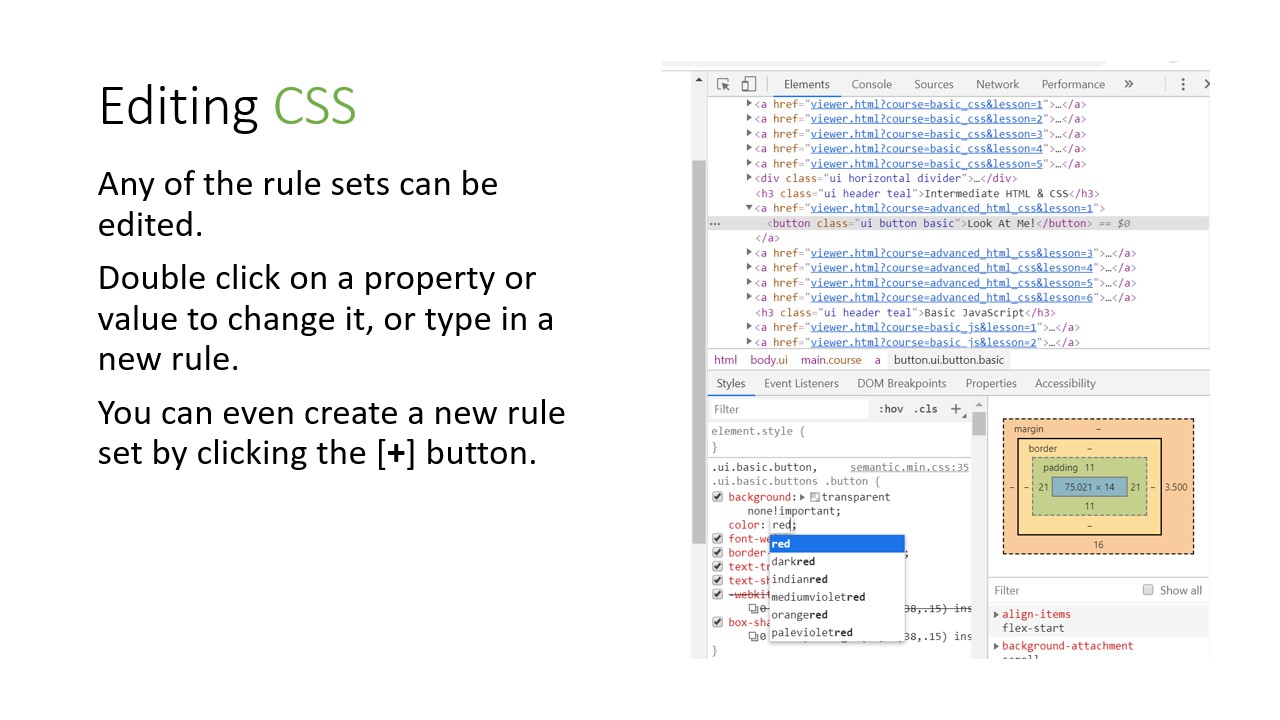 Editing CSS
Any of the rule sets can be
edited.
Double click on a property or
value to change it, or type in a
new rule.
You can even create a new rule
set by clicking the [+] button.
Elements Console Sources Network Performance »
<a href="viewer.html?course=basic_css&lesson=1">…</a>
<a href="viewer.html?course=basic_css&lesson=2">…</a>
<a href="viewer.html?course=basic_css&lesson=3">…</a>
<a href="viewer.html?course=basic_css&lesson=4">…</a>
<a href="viewer.html?course=basic_css&lesson=5">…</a>
<div class="ui horizontal divider">…</div>
<h3 class="ui header teal">Intermediate HTML & CSS</h3>
<a href="viewer.html?course=advanced_html_css&lesson=1">
<button class="ui button basic">Look At Me!</button> == $0
</a>
<a href="viewer.html?course=advanced_html_css&lesson=3">…</a>
<a href="viewer.html?course=advanced_html_css&lesson=4">…</a>
<a href="viewer.html?course=advanced_html_css&lesson=5">…</a>
<a href="viewer.html?course=advanced_html_css&lesson=6">…</a>
<h3 class="ui header teal">Basic JavaScript</h3>
<a href="viewer.html?course=basic_js&lesson=1">…</a>
<a href="viewer.html?course=basic_js&lesson=2">…</a>
html body.ui main.course a button.ui.button.basic
Styles Event Listeners DOM Breakpoints Properties Accessibility
Filter :hov .cls +
element.style {
}
.ui.basic.button, semantic.min.css:35
.ui.basic.buttons .button {
background: transparent
none!important;
color: red;
font-we
border-
text-tr
text-sh
-webkit
0 38,.15) ins
box-sha
0 38,.15) ins
}
red
darkred
indianred
mediumvioletred
orangered
palevioletred
margin –
border –
padding 11
– – 21 75.021 × 14 21 – 3.500
11
–
16
Filter Show all
align-items
flex-start
background-attachment
scroll